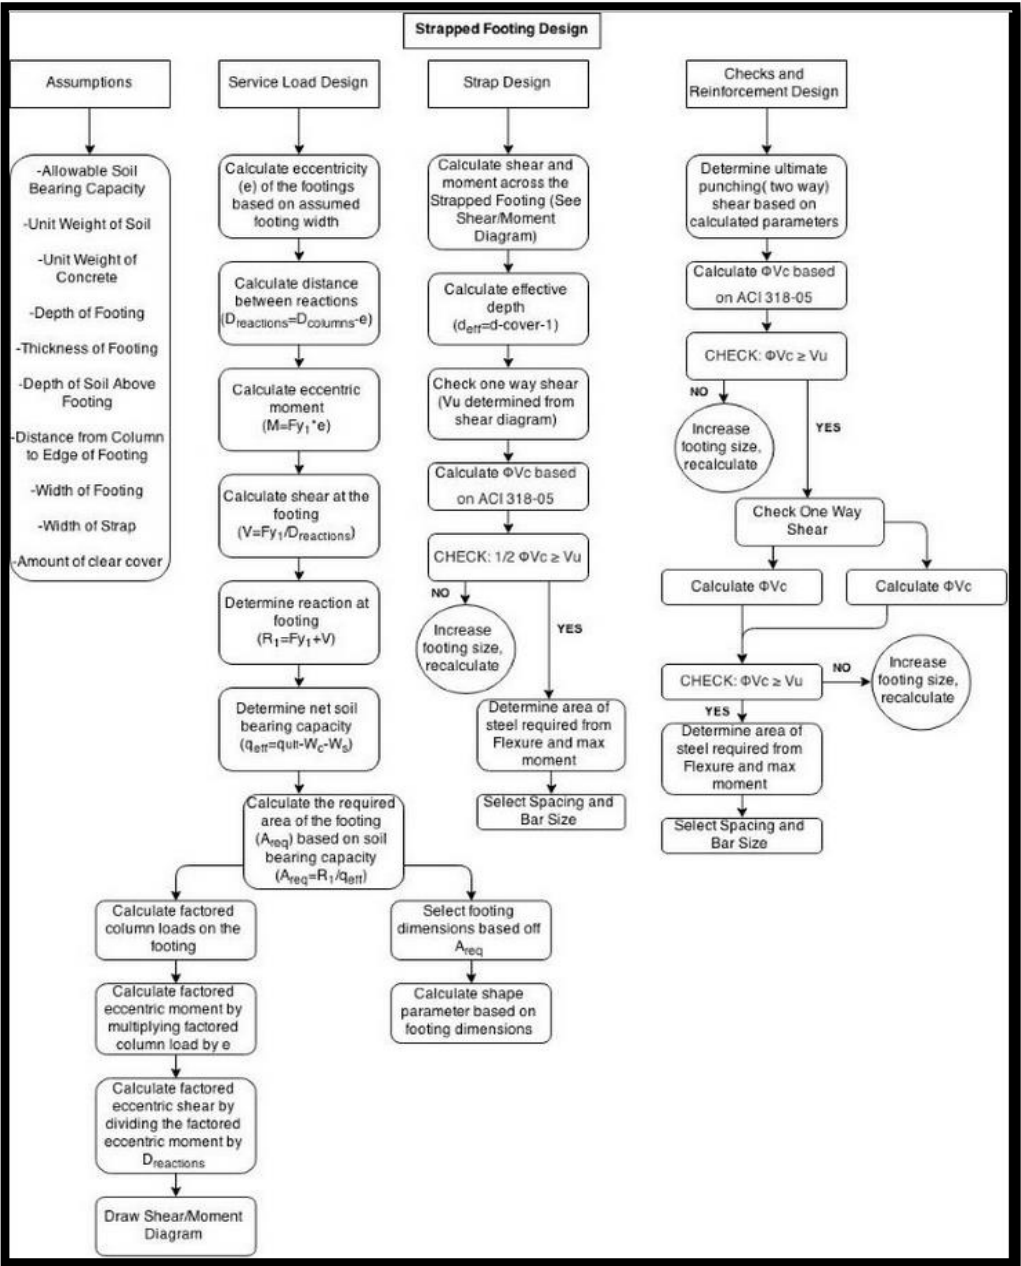 Strapped Footing Design
Assumptions
-Allowable Soil
Bearing Capacity
-Unit Weight of Soil
-Unit Weight of
Concrete
-Depth of Footing
-Thickness of Footing
-Depth of Soil Above
Footing
-Distance from Column
to Edge of Footing
-Width of Footing
-Width of Strap
-Amount of clear cover
Service Load Design
Calculate eccentricity
(e) of the footings
based on assumed
footing width
Calculate distance
between reactions
(Dreactions=Dcolumns-e)
Calculate eccentric
moment
(M=Fy1*e)
Calculate shear at the
footing
(V=Fy1/Dreactions)
Determine reaction at
footing
(R1=Fy1+V)
Determine net soil
bearing capacity
(qeff=qult-Wc-Ws)
Calculate the required
area of the footing
(Areq) based on soil
bearing capacity
(Areq=R1/qeff)
Calculate factored
column loads on the
footing
Calculate factored
eccentric moment by
multiplying factored
column load by e
Calculate factored
eccentric shear by
dividing the factored
eccentric moment by
Dreactions
Draw Shear/Moment
Diagram
Select footing
dimensions based off
Areq
Calculate shape
parameter based on
footing dimensions
Strap Design
Calculate shear and
moment across the
Strapped Footing (See
Shear/Moment
Diagram)
Calculate effective
depth
(deff=d-cover-1)
Check one way shear
(Vu determined from
shear diagram)
Calculate ΦVc based
on ACI 318-05
CHECK: 1/2 ΦVc ≥ Vu
NO
Increase
footing size,
recalculate
YES
Determine area of
steel required from
Flexure and max
moment
Select Spacing and
Bar Size
Checks and
Reinforcement Design
Determine ultimate
punching( two way)
shear based on
calculated parameters
Calculate ΦVc based
on ACI 318-05
CHECK: ΦVc ≥ Vu
NO
Increase
footing size,
recalculate
YES
Check One Way
Shear
Calculate ΦVc
Calculate ΦVc
CHECK: ΦVc ≥ Vu
NO
Increase
footing size,
recalculate
YES
Determine area of
steel required from
Flexure and max
moment
Select Spacing and
Bar Size